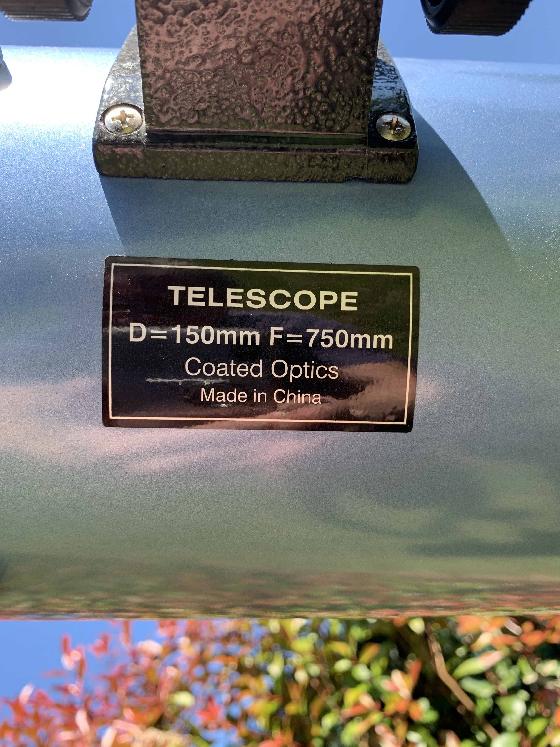 TELESCOPE
D=150mm F=750mm
Coated Optics
Made in China